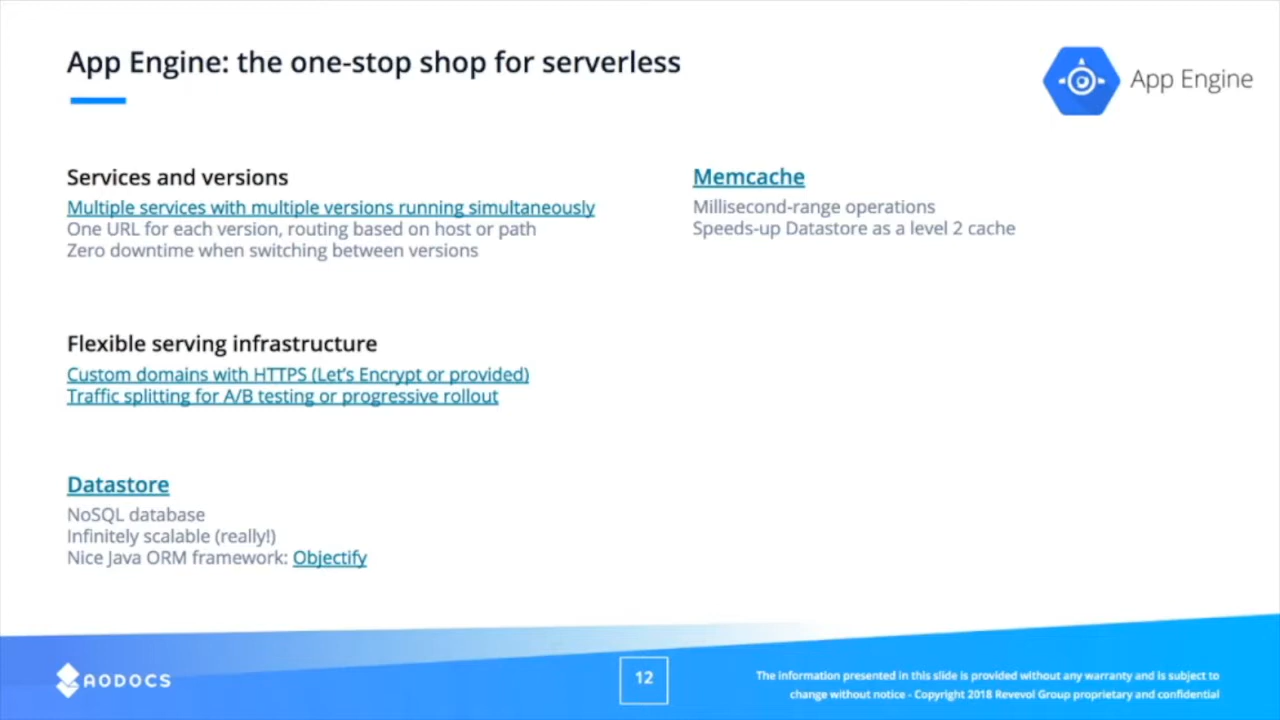 App Engine: the one-stop shop for serverless
App Engine
Services and versions
Multiple services with multiple versions running simultaneously
One URL for each version, routing based on host or path
Zero downtime when switching between versions
Flexible serving infrastructure
Custom domains with HTTPS (Let's Encrypt or provided)
Traffic splitting for A/B testing or progressive rollout
Datastore
NoSQL database
Infinitely scalable (really!)
Nice Java ORM framework: Objectify
Memcache
Millisecond-range operations
Speeds-up Datastore as a level 2 cache
AODOCS
12
The information presented in this slide is provided without any warranty and is subject to
change without notice - Copyright 2018 Revevol Group proprietary and confidential